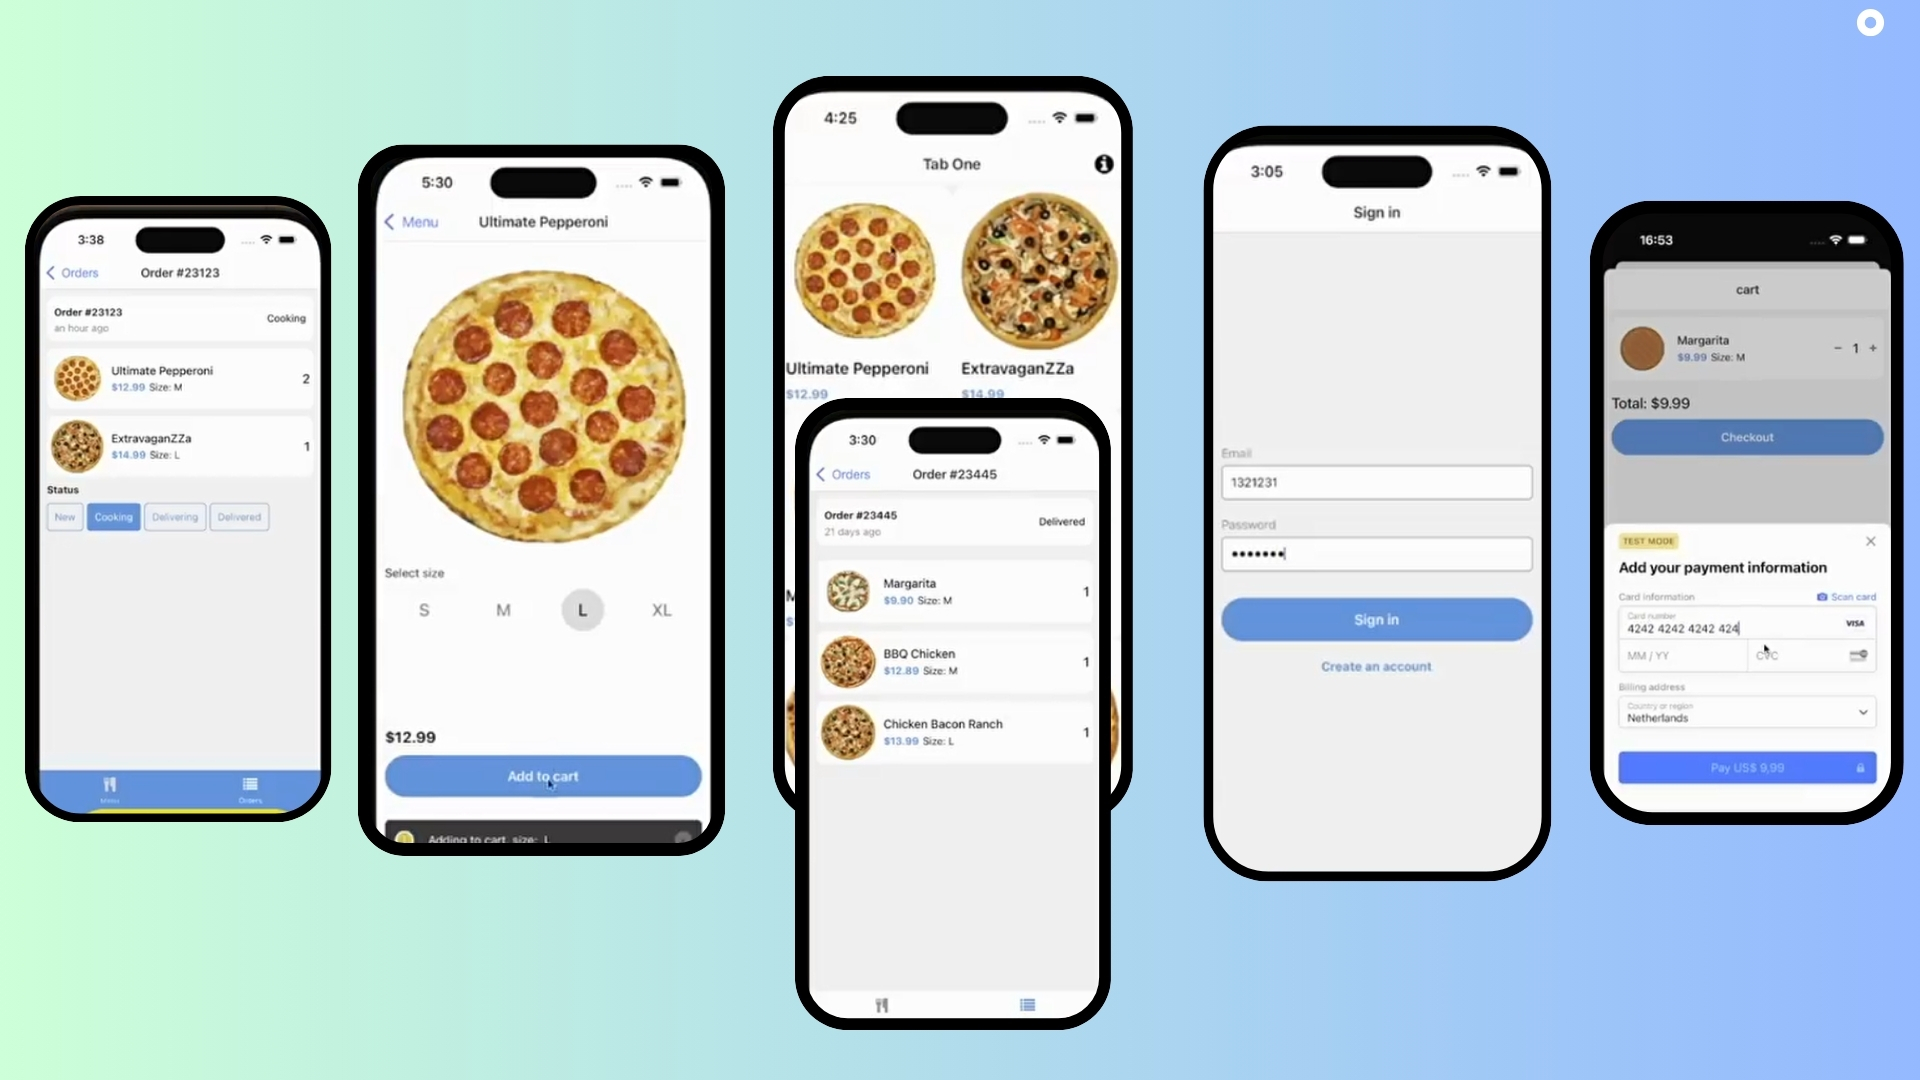 3:38
Orders
Order #23123
Order #23123
an hour ago
Cooking
Ultimate Pepperoni
$12.99 Size: M
2
ExtravaganZZa
$14.99 Size: L
1
Status
New
Cooking
Delivering
Delivered
Menu
Orders
5:30
Menu
Ultimate Pepperoni
Select size
S
M
L
XL
$12.99
Add to cart
Adding to cart, size: L
4:25
Tab One
Ultimate Pepperoni
$12.99
ExtravaganZZa
$14.99
M
$
3:30
Orders
Order #23445
Order #23445
21 days ago
Delivered
Margarita
$9.90 Size: M
1
BBQ Chicken
$12.89 Size: M
1
Chicken Bacon Ranch
$13.99 Size: L
1
3:05
Sign in
Email
1321231
Password
•••••••
Sign in
Create an account
16:53
cart
Margarita
$9.99 Size: M
− 1 +
Total: $9.99
Checkout
TEST MODE
Add your payment information
Card information
Scan card
Card number
4242 4242 4242 424
VISA
MM / YY
CVC
Billing address
Country or region
Netherlands
Pay US$ 9,99